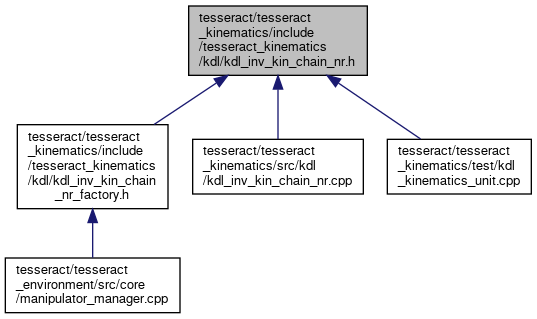 tesseract/tesseract
_kinematics/include
/tesseract_kinematics
/kdl/kdl_inv_kin_chain_nr.h
tesseract/tesseract
_kinematics/include
/tesseract_kinematics
/kdl/kdl_inv_kin_chain
_nr_factory.h
tesseract/tesseract
_kinematics/src/kdl
/kdl_inv_kin_chain_nr.cpp
tesseract/tesseract
_kinematics/test/kdl
_kinematics_unit.cpp
tesseract/tesseract
_environment/src/core
/manipulator_manager.cpp